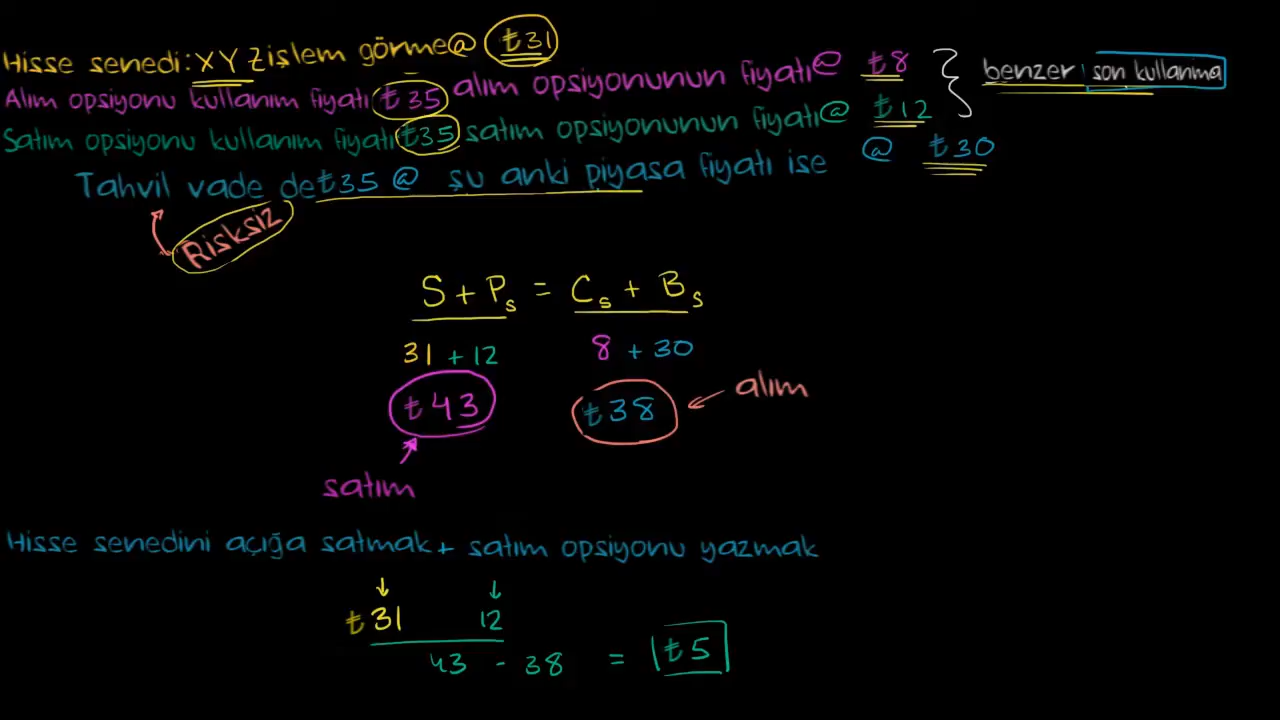 Hisse senedi: XYZ işlem görme @ ₺31
Alım opsiyonu kullanım fiyatı ₺35 alım opsiyonunun fiyatı @ ₺8
Satım opsiyonu kullanım fiyatı ₺35 satım opsiyonunun fiyatı @ ₺12
benzer son kullanma
Tahvil vade de ₺35 @ şu anki piyasa fiyatı ise @ ₺30
Risksiz
S + Ps = Cs + Bs
31 + 12 8 + 30
₺43 ₺38 alım
satım
Hisse senedini açığa satmak + satım opsiyonu yazmak
₺31 12
43 - 38 = ₺5